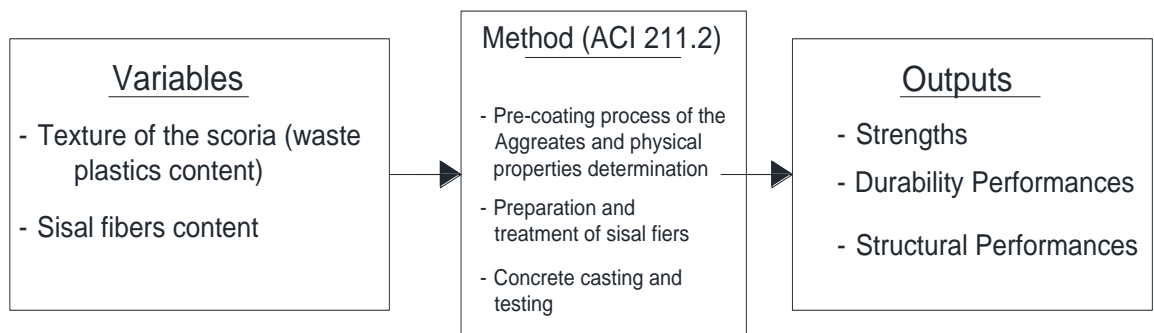 Variables
- Texture of the scoria (waste
plastics content)
- Sisal fibers content
Method (ACI 211.2)
- Pre-coating process of the
Aggreates and physical
properties determination
- Preparation and
treatment of sisal fiers
- Concrete casting and
testing
Outputs
- Strengths
- Durability Performances
- Structural Performances